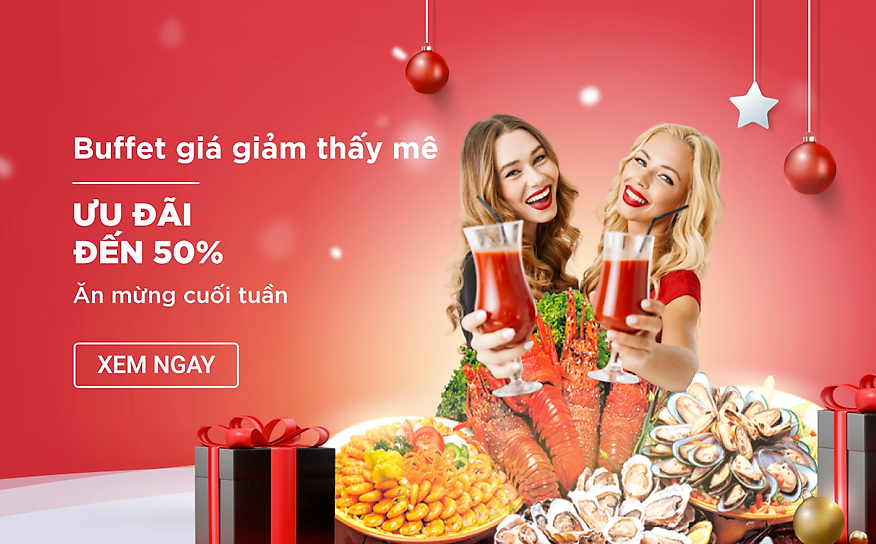 Buffet giá giảm thấy mê
ƯU ĐÃI
ĐẾN 50%
Ăn mừng cuối tuần
XEM NGAY